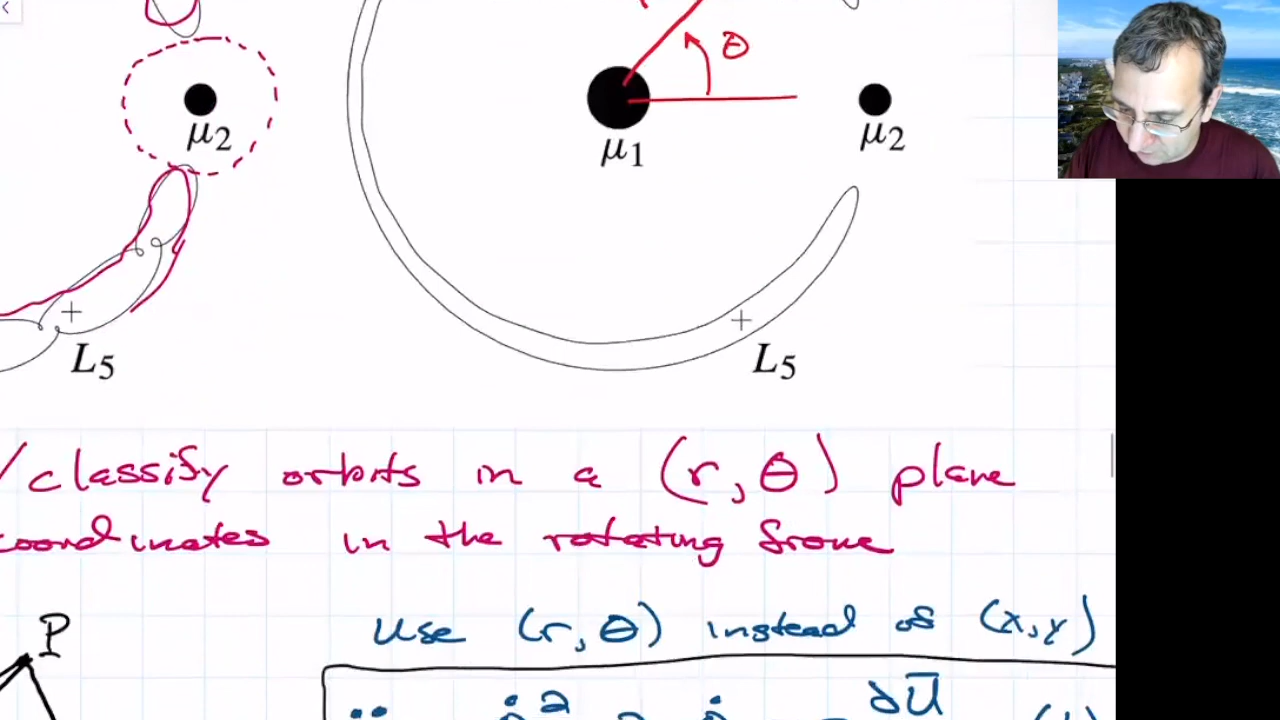 θ
μ₂
μ₁
μ₂
L₅
L₅
/classify orbits in a (r, θ) plane
coordinates in the rotating frame
P
Use (r, θ) instead of (x, y)
∂Ū